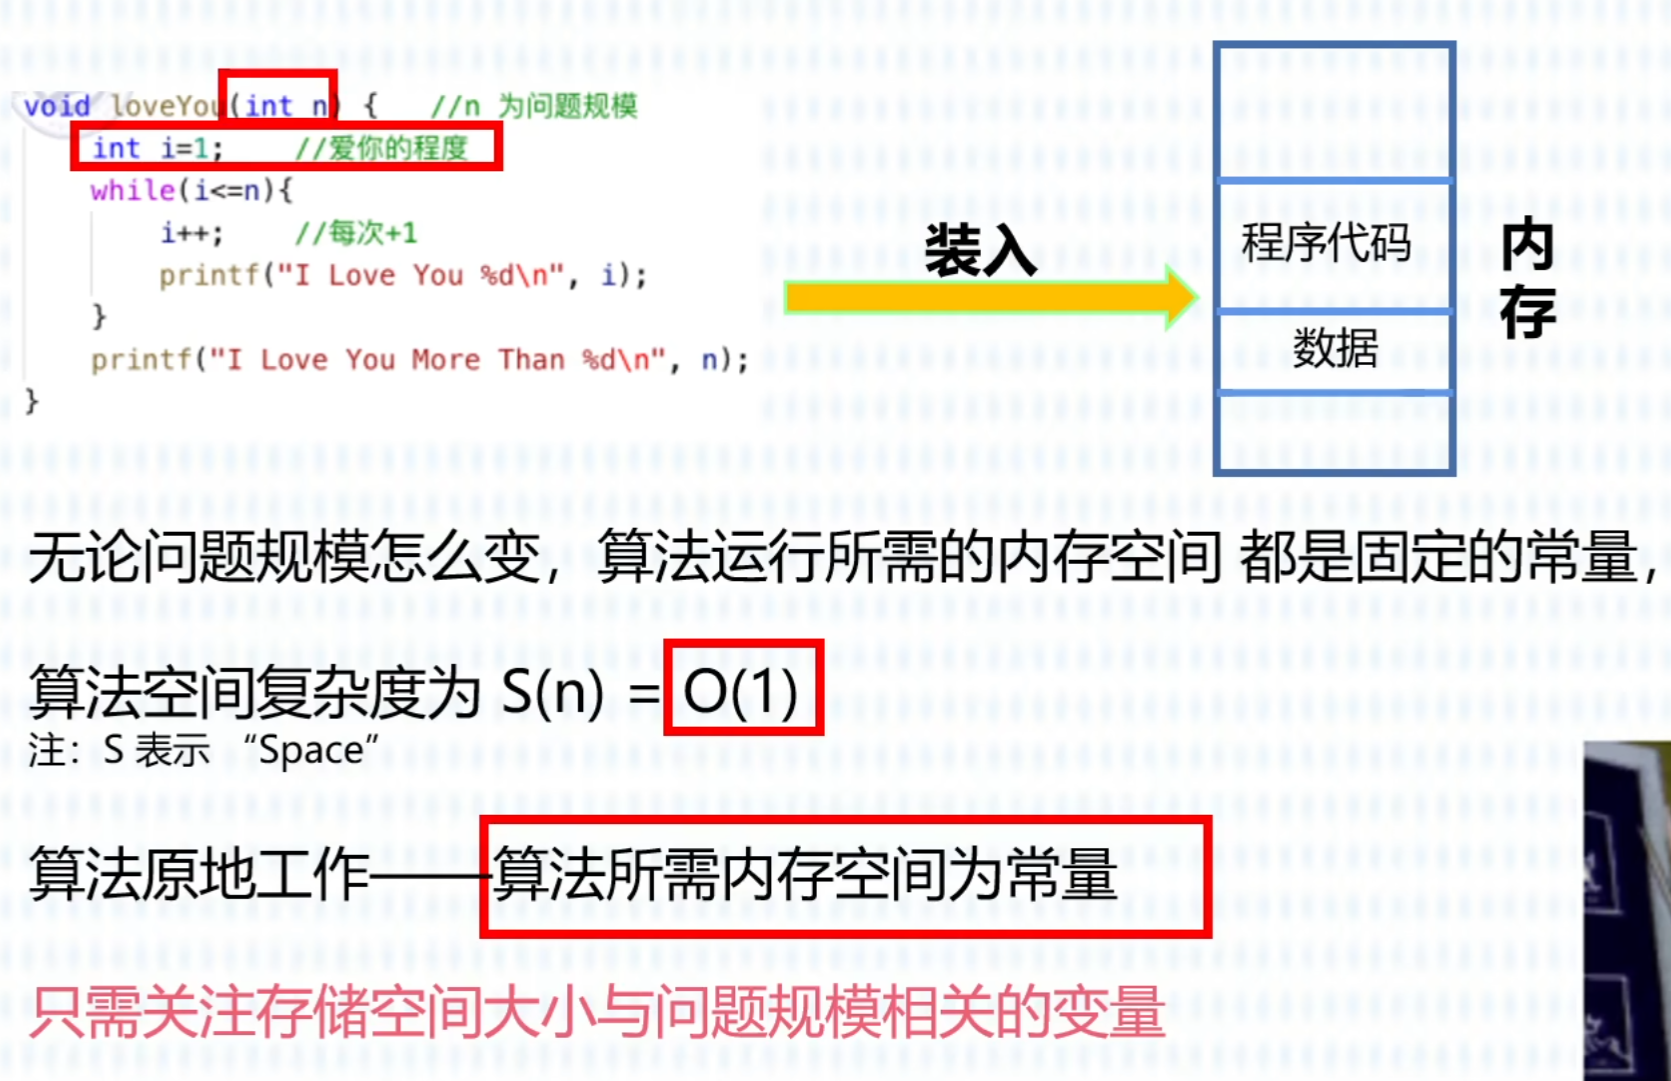 void loveYou(int n) {   //n 为问题规模
    int i=1;    //爱你的程度
    while(i<=n){
        i++;    //每次+1
        printf("I Love You %d\n", i);
    }
    printf("I Love You More Than %d\n", n);
}
装入
程序代码
数据
内存
无论问题规模怎么变，算法运行所需的内存空间 都是固定的常量，
算法空间复杂度为 S(n) = O(1)
注：S 表示 “Space”
算法原地工作——算法所需内存空间为常量
只需关注存储空间大小与问题规模相关的变量